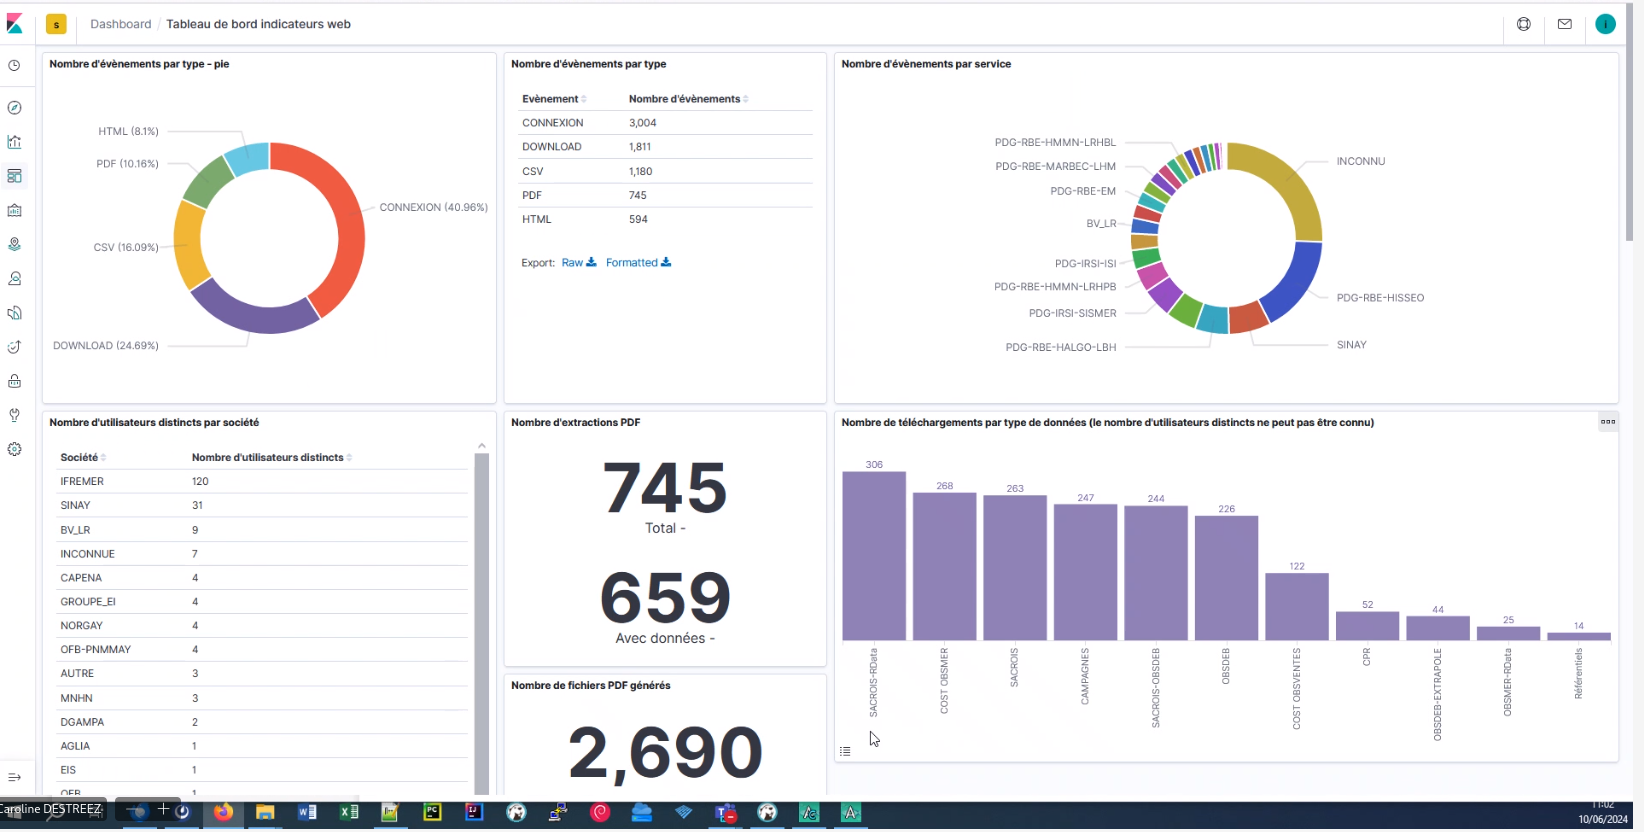 s Dashboard / Tableau de bord indicateurs web i
Nombre d'évènements par type - pie
HTML (8.1%)
PDF (10.16%)
CONNEXION (40.96%)
CSV (16.09%)
DOWNLOAD (24.69%)
Nombre d'évènements par type
Evènement Nombre d'évènements
CONNEXION 3,004
DOWNLOAD 1,811
CSV 1,180
PDF 745
HTML 594
Export: Raw Formatted
Nombre d'évènements par service
PDG-RBE-HMMN-LRHBL
INCONNU
PDG-RBE-MARBEC-LHM
PDG-RBE-EM
BV_LR
PDG-IRSI-ISI
PDG-RBE-HMMN-LRHPB
PDG-RBE-HISSEO
PDG-IRSI-SISMER
SINAY
PDG-RBE-HALGO-LBH
Nombre d'utilisateurs distincts par société
Société Nombre d'utilisateurs distincts
IFREMER 120
SINAY 31
BV_LR 9
INCONNUE 7
CAPENA 4
GROUPE_EI 4
NORGAY 4
OFB-PNMMAY 4
AUTRE 3
MNHN 3
DGAMPA 2
AGLIA 1
EIS 1
OFB 1
Nombre d'extractions PDF
745
Total -
659
Avec données -
Nombre de fichiers PDF générés
2,690
Nombre de téléchargements par type de données (le nombre d'utilisateurs distincts ne peut pas être connu)
306
268
263
247
244
226
122
52
44
25
14
SACROIS-RData
COST OBSMER
SACROIS
CAMPAGNES
SACROIS-OBSDEB
OBSDEB
COST OBSVENTES
CPR
OBSDEB-EXTRAPOLE
OBSMER-RData
Référentiels
Caroline DESTREEZ
11:02
10/06/2024